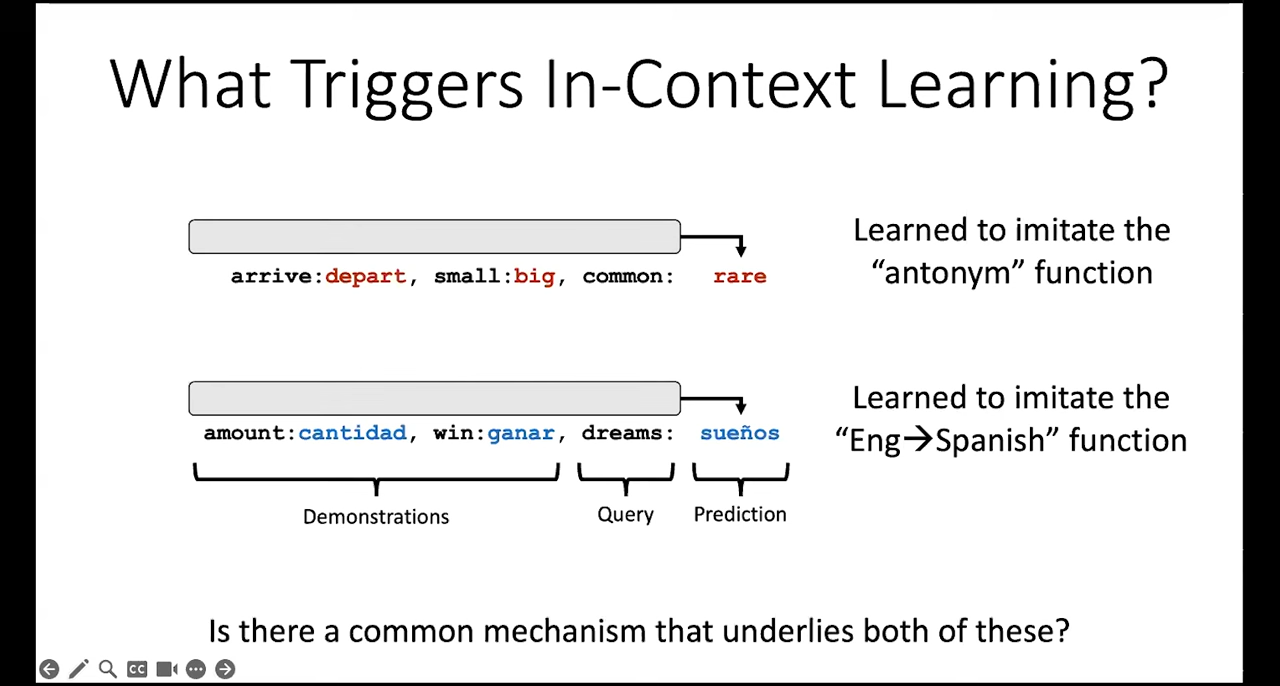 What Triggers In-Context Learning?
arrive:depart, small:big, common: rare
Learned to imitate the
“antonym” function
amount:cantidad, win:ganar, dreams: sueños
Learned to imitate the
“Eng→Spanish” function
Demonstrations
Query
Prediction
Is there a common mechanism that underlies both of these?
CC